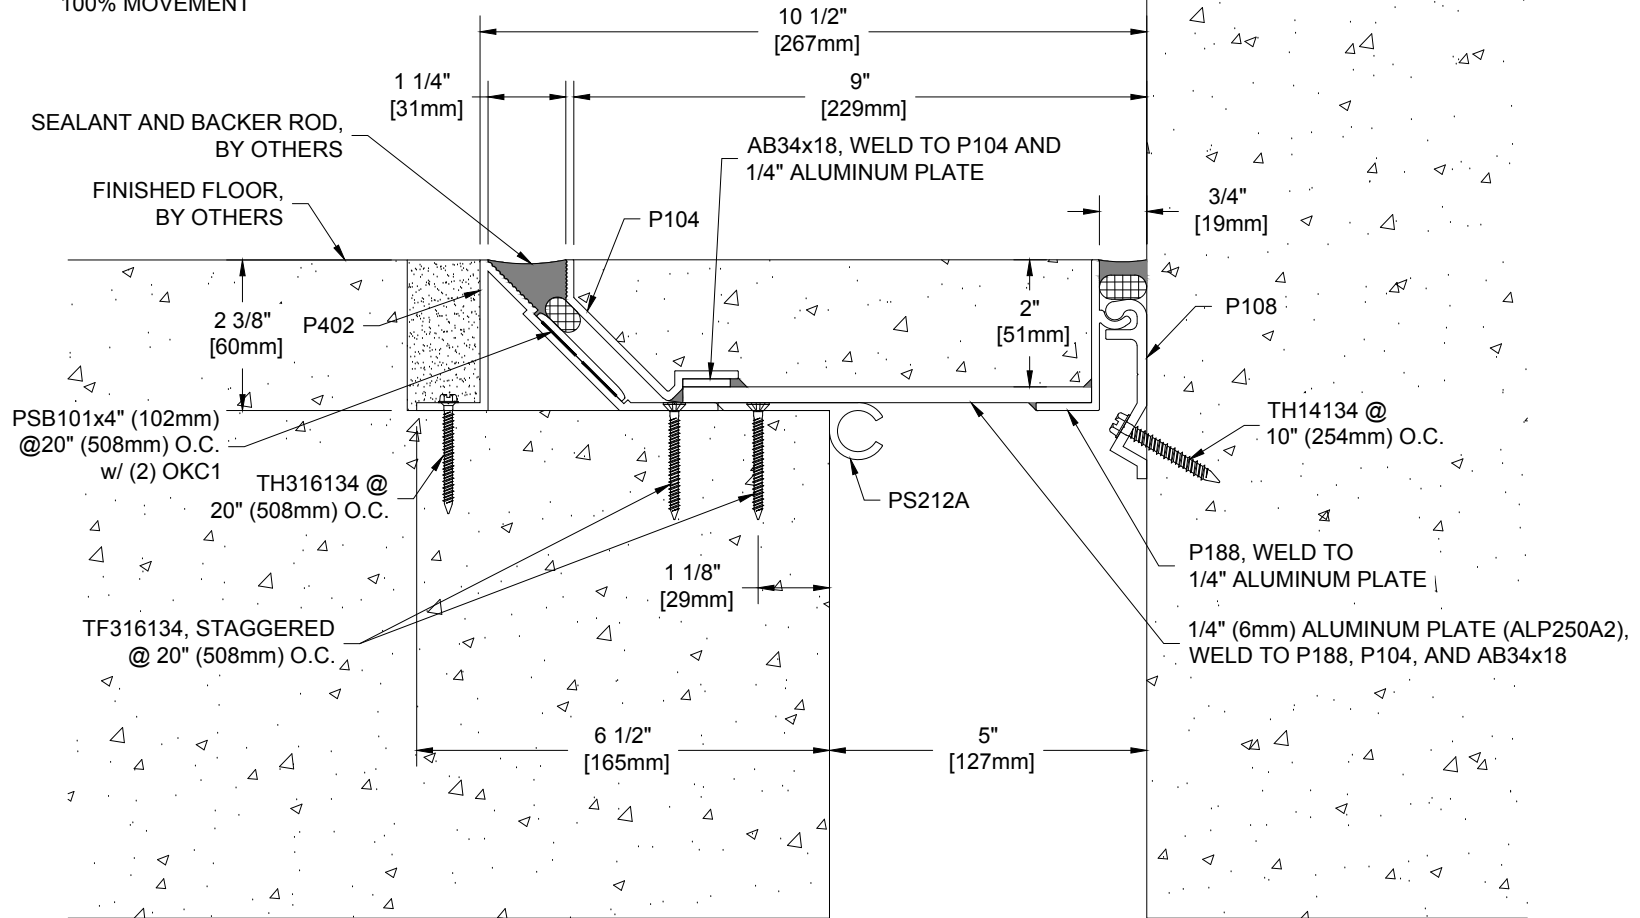 100% MOVEMENT
10 1/2"
[267mm]
1 1/4"
[31mm]
9"
[229mm]
SEALANT AND BACKER ROD,
BY OTHERS
AB34x18, WELD TO P104 AND
1/4" ALUMINUM PLATE
FINISHED FLOOR,
BY OTHERS
P104
3/4"
[19mm]
2 3/8"
[60mm]
P402
2"
[51mm]
P108
PSB101x4" (102mm)
@20" (508mm) O.C.
w/ (2) OKC1
TH14134 @
10" (254mm) O.C.
TH316134 @
20" (508mm) O.C.
PS212A
1 1/8"
[29mm]
P188, WELD TO
1/4" ALUMINUM PLATE
TF316134, STAGGERED
@ 20" (508mm) O.C.
1/4" (6mm) ALUMINUM PLATE (ALP250A2),
WELD TO P188, P104, AND AB34x18
6 1/2"
[165mm]
5"
[127mm]